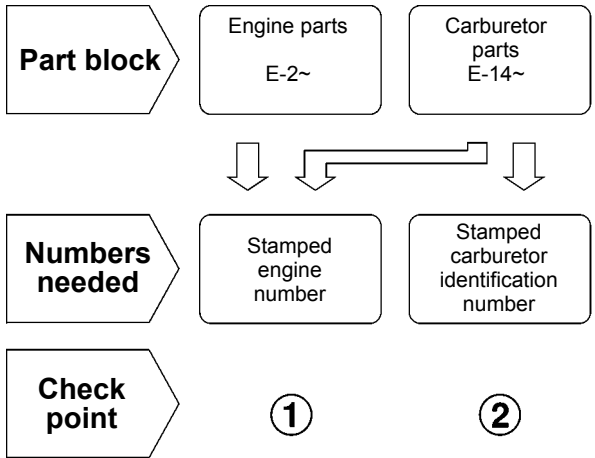 Part block
Engine parts
E-2~
Carburetor
parts
E-14~
Numbers
needed
Stamped
engine
number
Stamped
carburetor
identification
number
Check
point
①
②